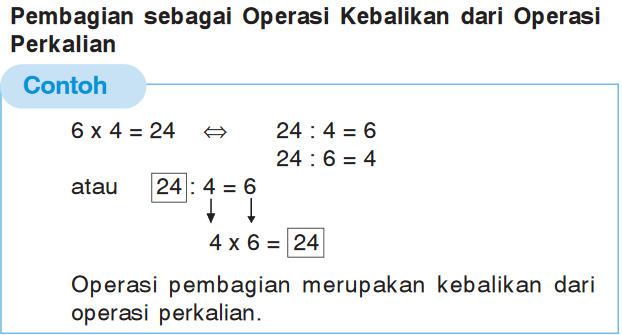 Pembagian sebagai Operasi Kebalikan dari Operasi
Perkalian
Contoh
6 x 4 = 24 ⇔ 24 : 4 = 6
24 : 6 = 4
atau 24 : 4 = 6
4 x 6 = 24
Operasi pembagian merupakan kebalikan dari
operasi perkalian.